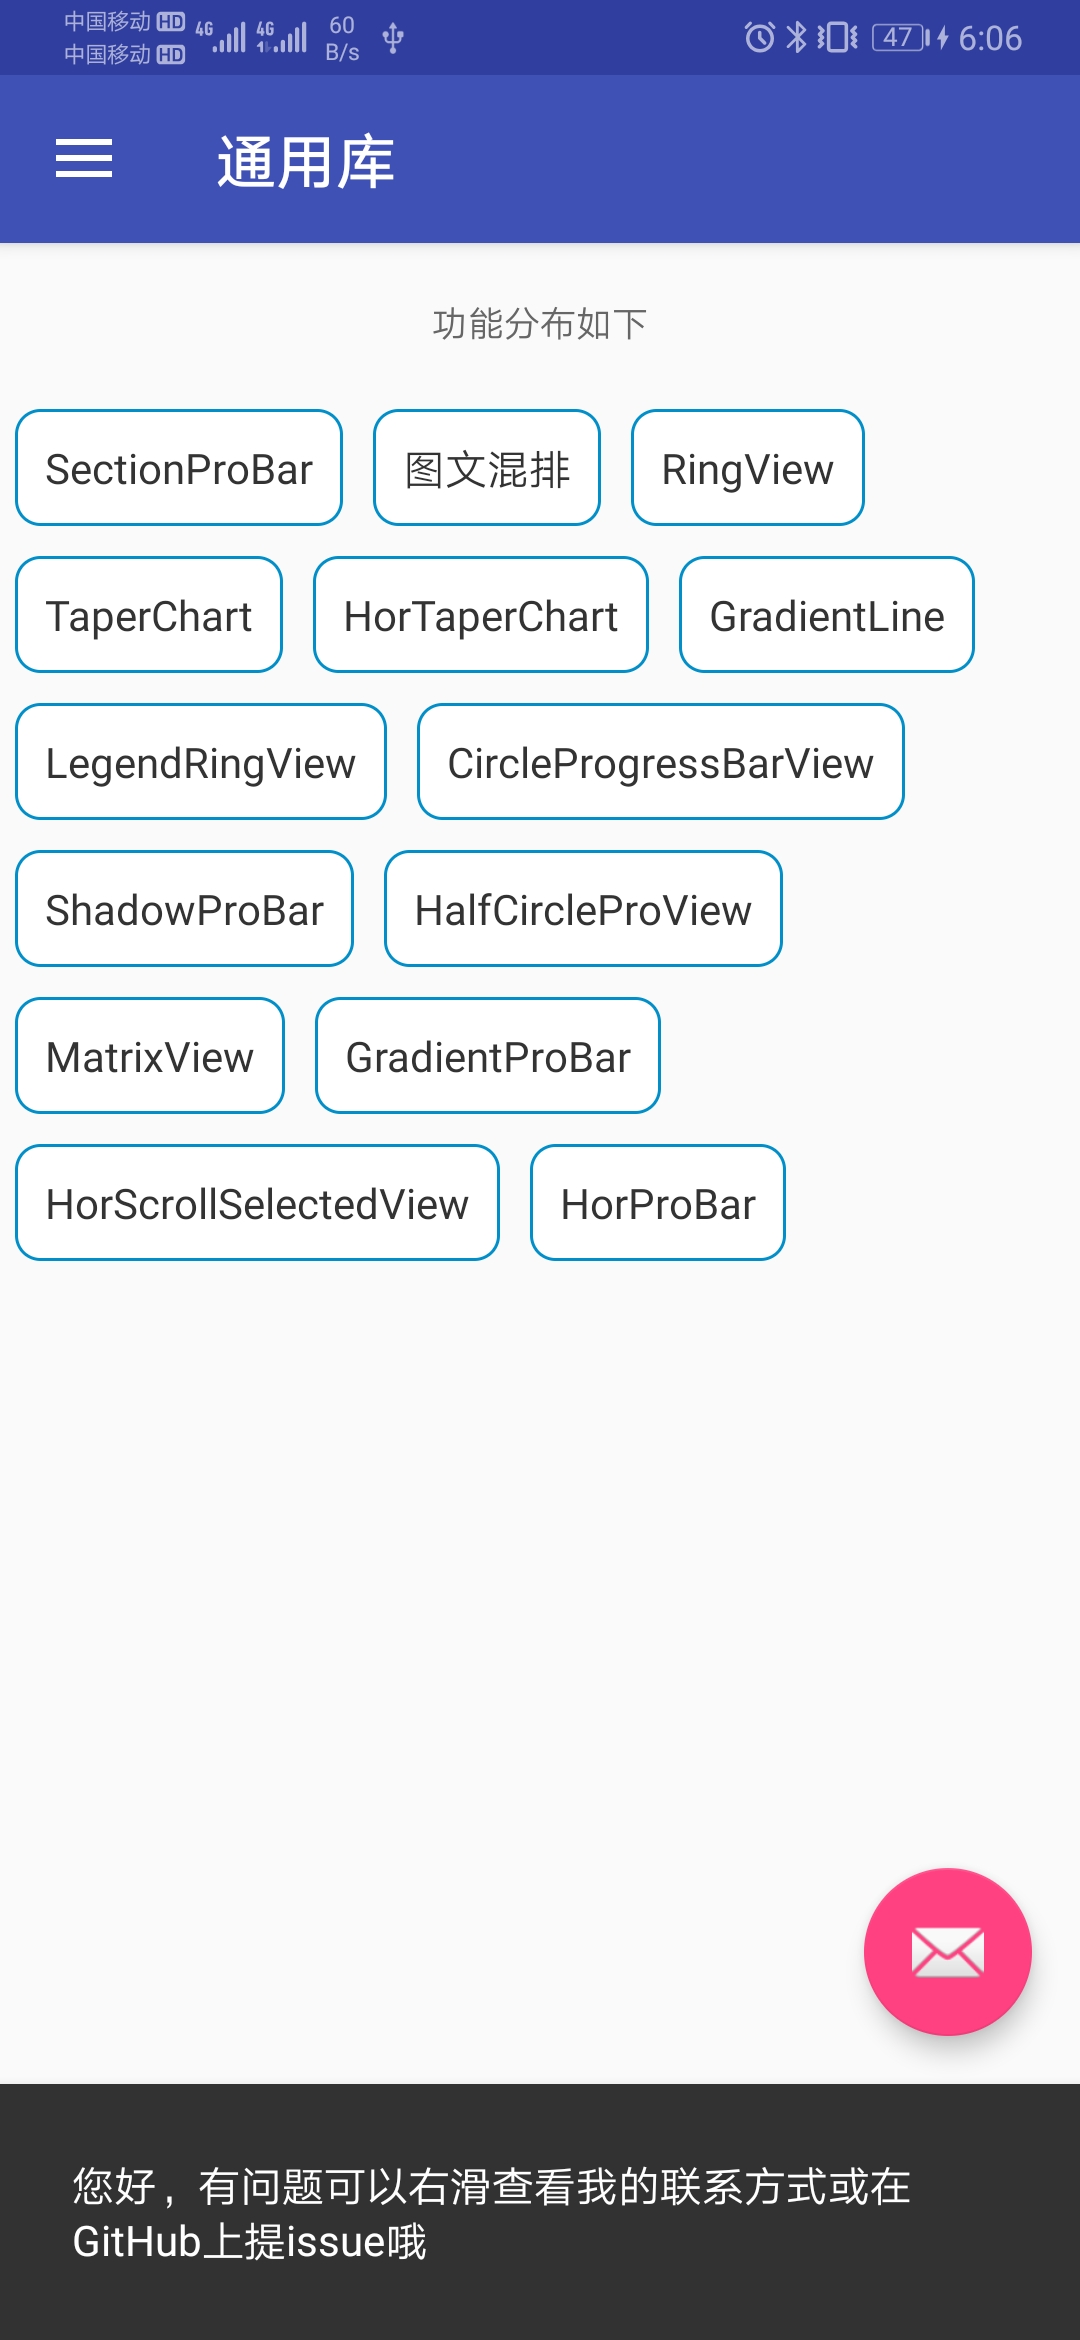 中国移动 HD 4G 4G 60 47 6:06
中国移动 HD 1 B/s
通用库
功能分布如下
SectionProBar 图文混排 RingView
TaperChart HorTaperChart GradientLine
LegendRingView CircleProgressBarView
ShadowProBar HalfCircleProView
MatrixView GradientProBar
HorScrollSelectedView HorProBar
您好，有问题可以右滑查看我的联系方式或在
GitHub上提issue哦